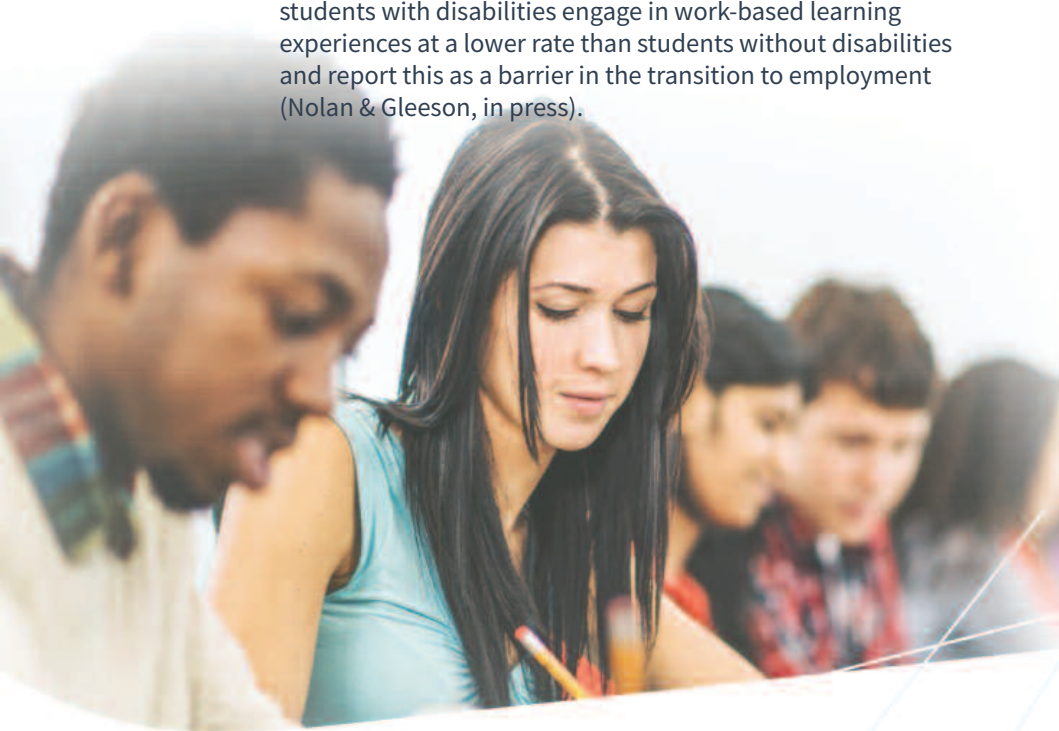 students with disabilities engage in work-based learning
experiences at a lower rate than students without disabilities
and report this as a barrier in the transition to employment
(Nolan & Gleeson, in press).